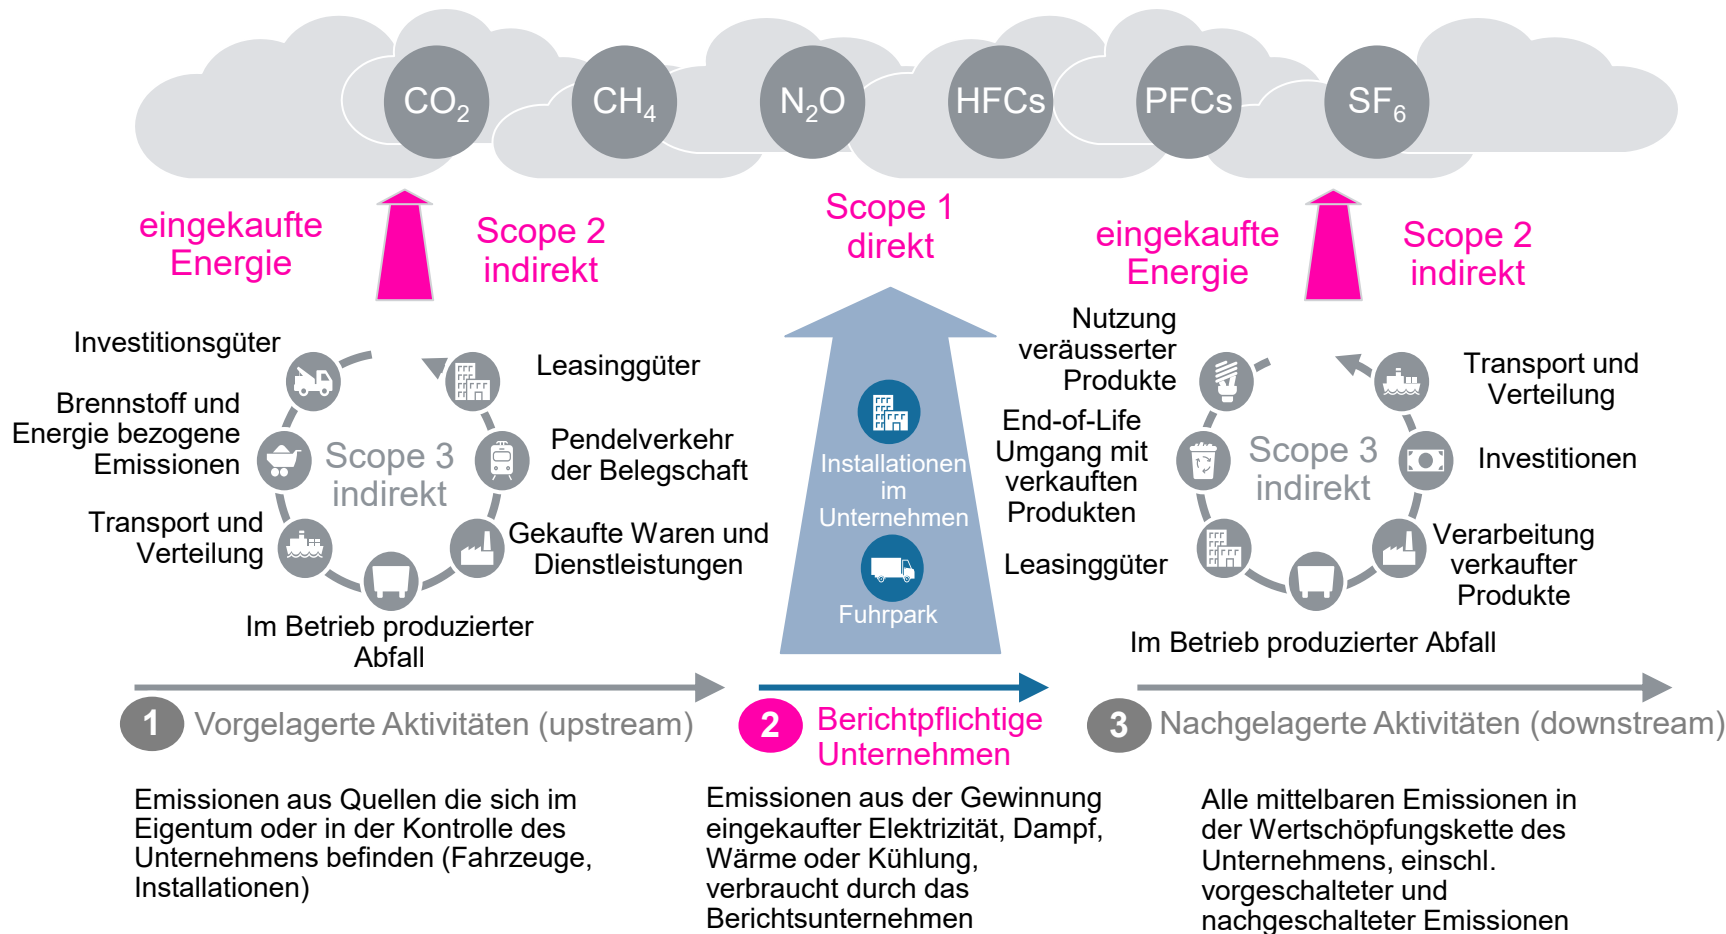 CO₂
CH₄
N₂O
HFCs
PFCs
SF₆
eingekaufte
Energie
Scope 2
indirekt
Scope 1
direkt
eingekaufte
Energie
Scope 2
indirekt
Investitionsgüter
Leasinggüter
Brennstoff und
Energie bezogene
Emissionen
Scope 3
indirekt
Pendelverkehr
der Belegschaft
Transport und
Verteilung
Gekaufte Waren und
Dienstleistungen
Im Betrieb produzierter
Abfall
Installationen
im
Unternehmen
Fuhrpark
Nutzung
veräusserter
Produkte
Transport und
Verteilung
End-of-Life
Umgang mit
verkauften
Produkten
Scope 3
indirekt
Investitionen
Leasinggüter
Verarbeitung
verkaufter
Produkte
Im Betrieb produzierter Abfall
1 Vorgelagerte Aktivitäten (upstream)
2 Berichtpflichtige
Unternehmen
3 Nachgelagerte Aktivitäten (downstream)
Emissionen aus Quellen die sich im
Eigentum oder in der Kontrolle des
Unternehmens befinden (Fahrzeuge,
Installationen)
Emissionen aus der Gewinnung
eingekaufter Elektrizität, Dampf,
Wärme oder Kühlung,
verbraucht durch das
Berichtsunternehmen
Alle mittelbaren Emissionen in
der Wertschöpfungskette des
Unternehmens, einschl.
vorgeschalteter und
nachgeschalteter Emissionen